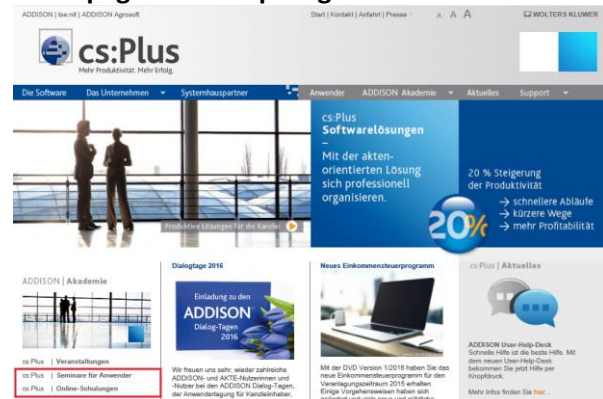 ADDISON | tse:nit | ADDISON Agrosoft
Start | Kontakt | Anfahrt | Presse
A A A
WOLTERS KLUWER
cs:Plus
Mehr Produktivität. Mehr Erfolg.
Die Software Das Unternehmen Systemhauspartner Anwender ADDISON Akademie Aktuelles Support
Produktive Lösungen für die Kanzlei
cs:Plus
Softwarelösungen
–
Mit der akten-
orientierten Lösung
sich professionell
organisieren.
20%
20 % Steigerung
der Produktivität
→ schnellere Abläufe
→ kürzere Wege
→ mehr Profitabilität
ADDISON | Akademie
cs:Plus | Veranstaltungen
cs:Plus | Seminare für Anwender
cs:Plus | Online-Schulungen
Dialogtage 2016
Einladung zu den
ADDISON
Dialog-Tagen
2016
Wir freuen uns sehr, wieder zahlreiche
ADDISON- und AKTE-Nutzerinnen und
-Nutzer bei den ADDISON Dialog-Tagen,
der Anwendertagung für Kanzleiinhaber,
Neues Einkommensteuerprogramm
Mit der DVD Version 1/2016 haben Sie das
neue Einkommensteuerprogramm für den
Veranlagungszeitraum 2015 erhalten.
Einige Vorgehensweisen haben sich
cs:Plus | Aktuelles
ADDISON User-Help-Desk
Schnelle Hilfe ist die beste Hilfe. Mit
dem neuen User-Help-Desk
bekommen Sie jetzt Hilfe per
Knopfdruck.
Mehr Infos finden Sie hier...